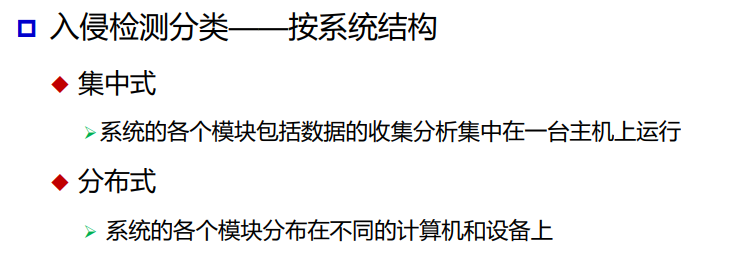 入侵检测分类——按系统结构
集中式
系统的各个模块包括数据的收集分析集中在一台主机上运行
分布式
系统的各个模块分布在不同的计算机和设备上